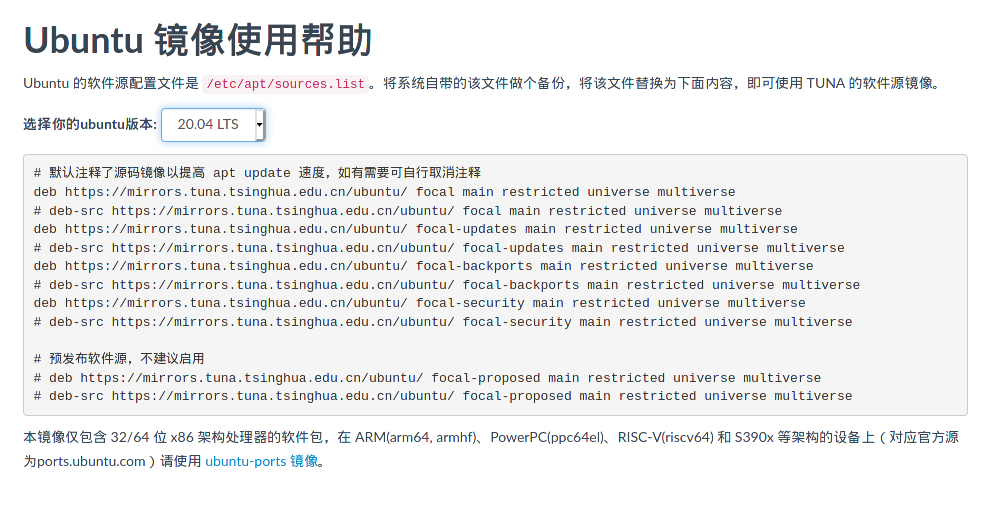 Ubuntu 镜像使用帮助
Ubuntu 的软件源配置文件是 /etc/apt/sources.list。将系统自带的该文件做个备份，将该文件替换为下面内容，即可使用 TUNA 的软件源镜像。
选择你的ubuntu版本: 20.04 LTS
# 默认注释了源码镜像以提高 apt update 速度，如有需要可自行取消注释
deb https://mirrors.tuna.tsinghua.edu.cn/ubuntu/ focal main restricted universe multiverse
# deb-src https://mirrors.tuna.tsinghua.edu.cn/ubuntu/ focal main restricted universe multiverse
deb https://mirrors.tuna.tsinghua.edu.cn/ubuntu/ focal-updates main restricted universe multiverse
# deb-src https://mirrors.tuna.tsinghua.edu.cn/ubuntu/ focal-updates main restricted universe multiverse
deb https://mirrors.tuna.tsinghua.edu.cn/ubuntu/ focal-backports main restricted universe multiverse
# deb-src https://mirrors.tuna.tsinghua.edu.cn/ubuntu/ focal-backports main restricted universe multiverse
deb https://mirrors.tuna.tsinghua.edu.cn/ubuntu/ focal-security main restricted universe multiverse
# deb-src https://mirrors.tuna.tsinghua.edu.cn/ubuntu/ focal-security main restricted universe multiverse
# 预发布软件源，不建议启用
# deb https://mirrors.tuna.tsinghua.edu.cn/ubuntu/ focal-proposed main restricted universe multiverse
# deb-src https://mirrors.tuna.tsinghua.edu.cn/ubuntu/ focal-proposed main restricted universe multiverse
本镜像仅包含 32/64 位 x86 架构处理器的软件包，在 ARM(arm64, armhf)、PowerPC(ppc64el)、RISC-V(riscv64) 和 S390x 等架构的设备上（对应官方源
为ports.ubuntu.com）请使用 ubuntu-ports 镜像。